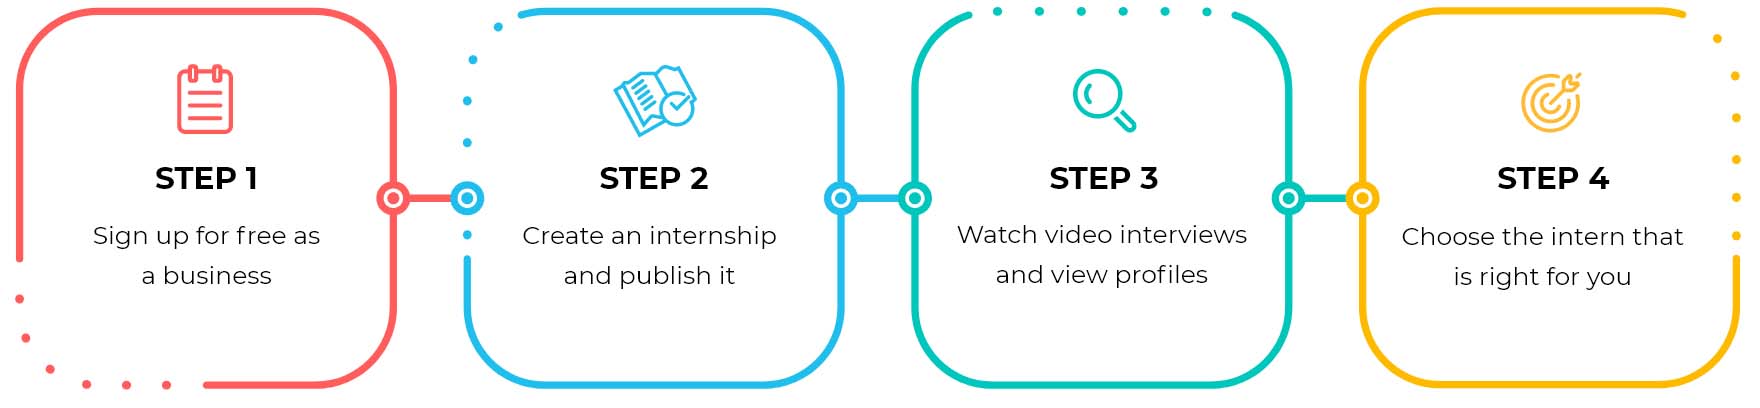 STEP 1
Sign up for free as
a business
STEP 2
Create an internship
and publish it
STEP 3
Watch video interviews
and view profiles
STEP 4
Choose the intern that
is right for you